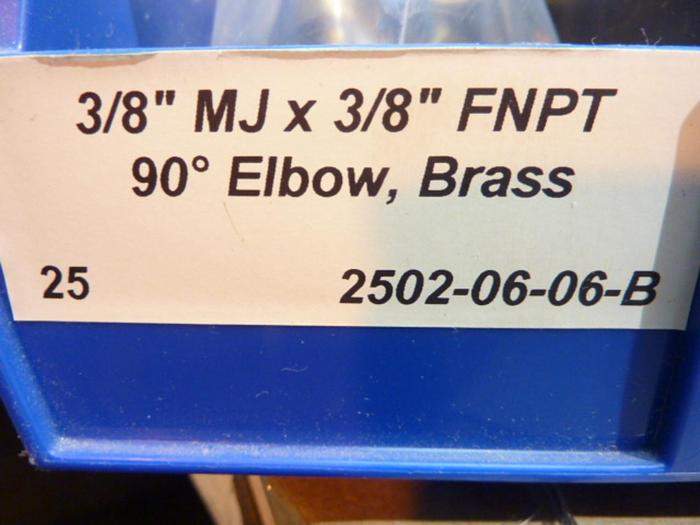 3/8" MJ x 3/8" FNPT
90° Elbow, Brass
25 2502-06-06-B